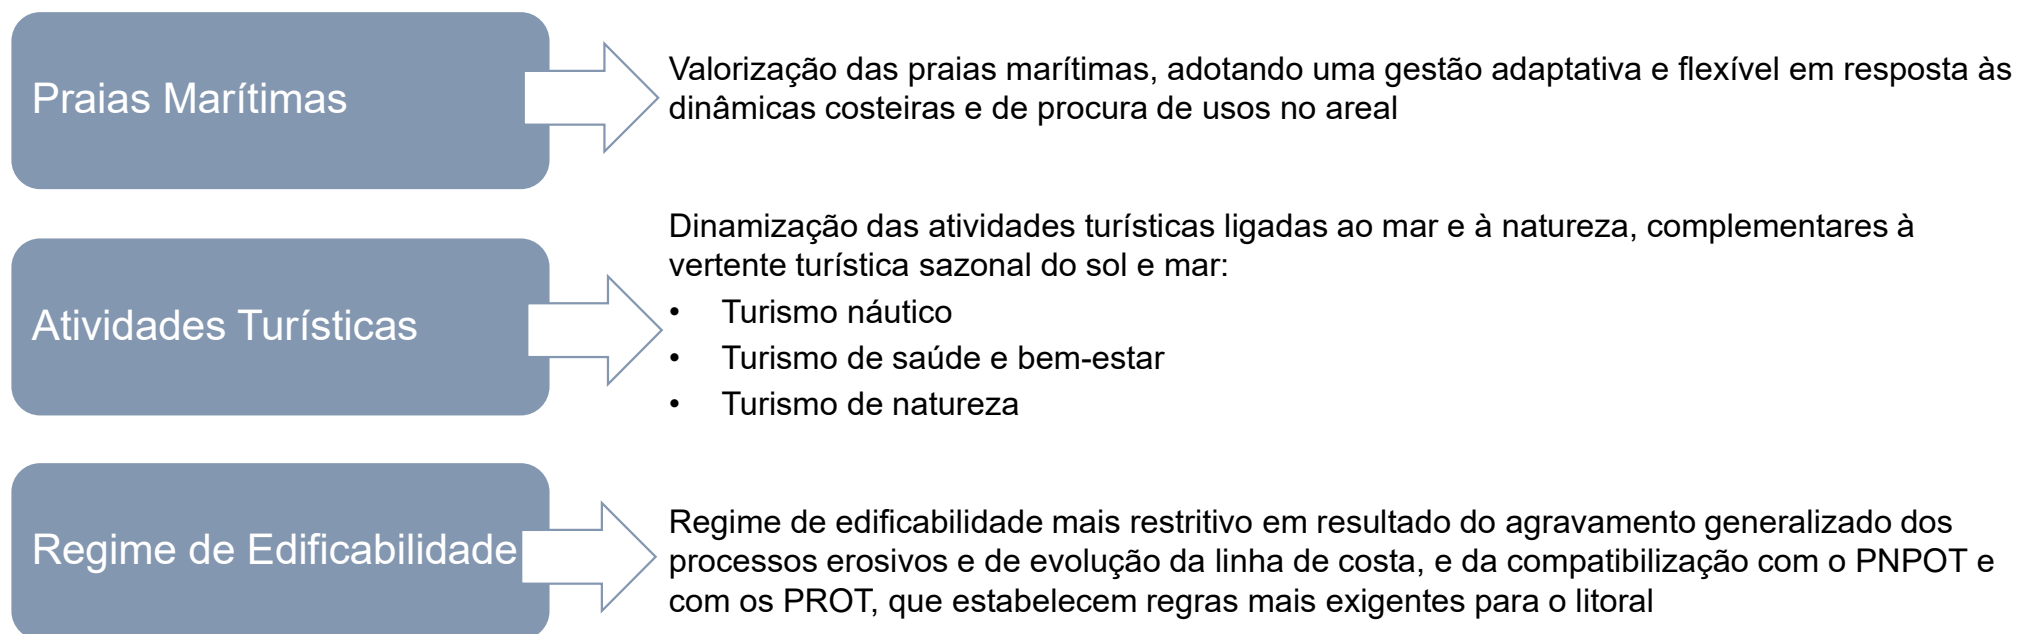 Praias Marítimas
Valorização das praias marítimas, adotando uma gestão adaptativa e flexível em resposta às
dinâmicas costeiras e de procura de usos no areal
Atividades Turísticas
Dinamização das atividades turísticas ligadas ao mar e à natureza, complementares à
vertente turística sazonal do sol e mar:
• Turismo náutico
• Turismo de saúde e bem-estar
• Turismo de natureza
Regime de Edificabilidade
Regime de edificabilidade mais restritivo em resultado do agravamento generalizado dos
processos erosivos e de evolução da linha de costa, e da compatibilização com o PNPOT e
com os PROT, que estabelecem regras mais exigentes para o litoral